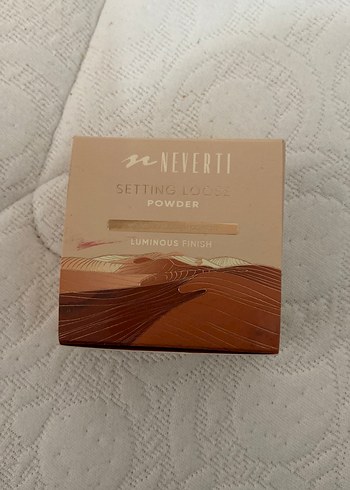 NEVERTI
SETTING LOOSE
POWDER
LUMINOUS FINISH